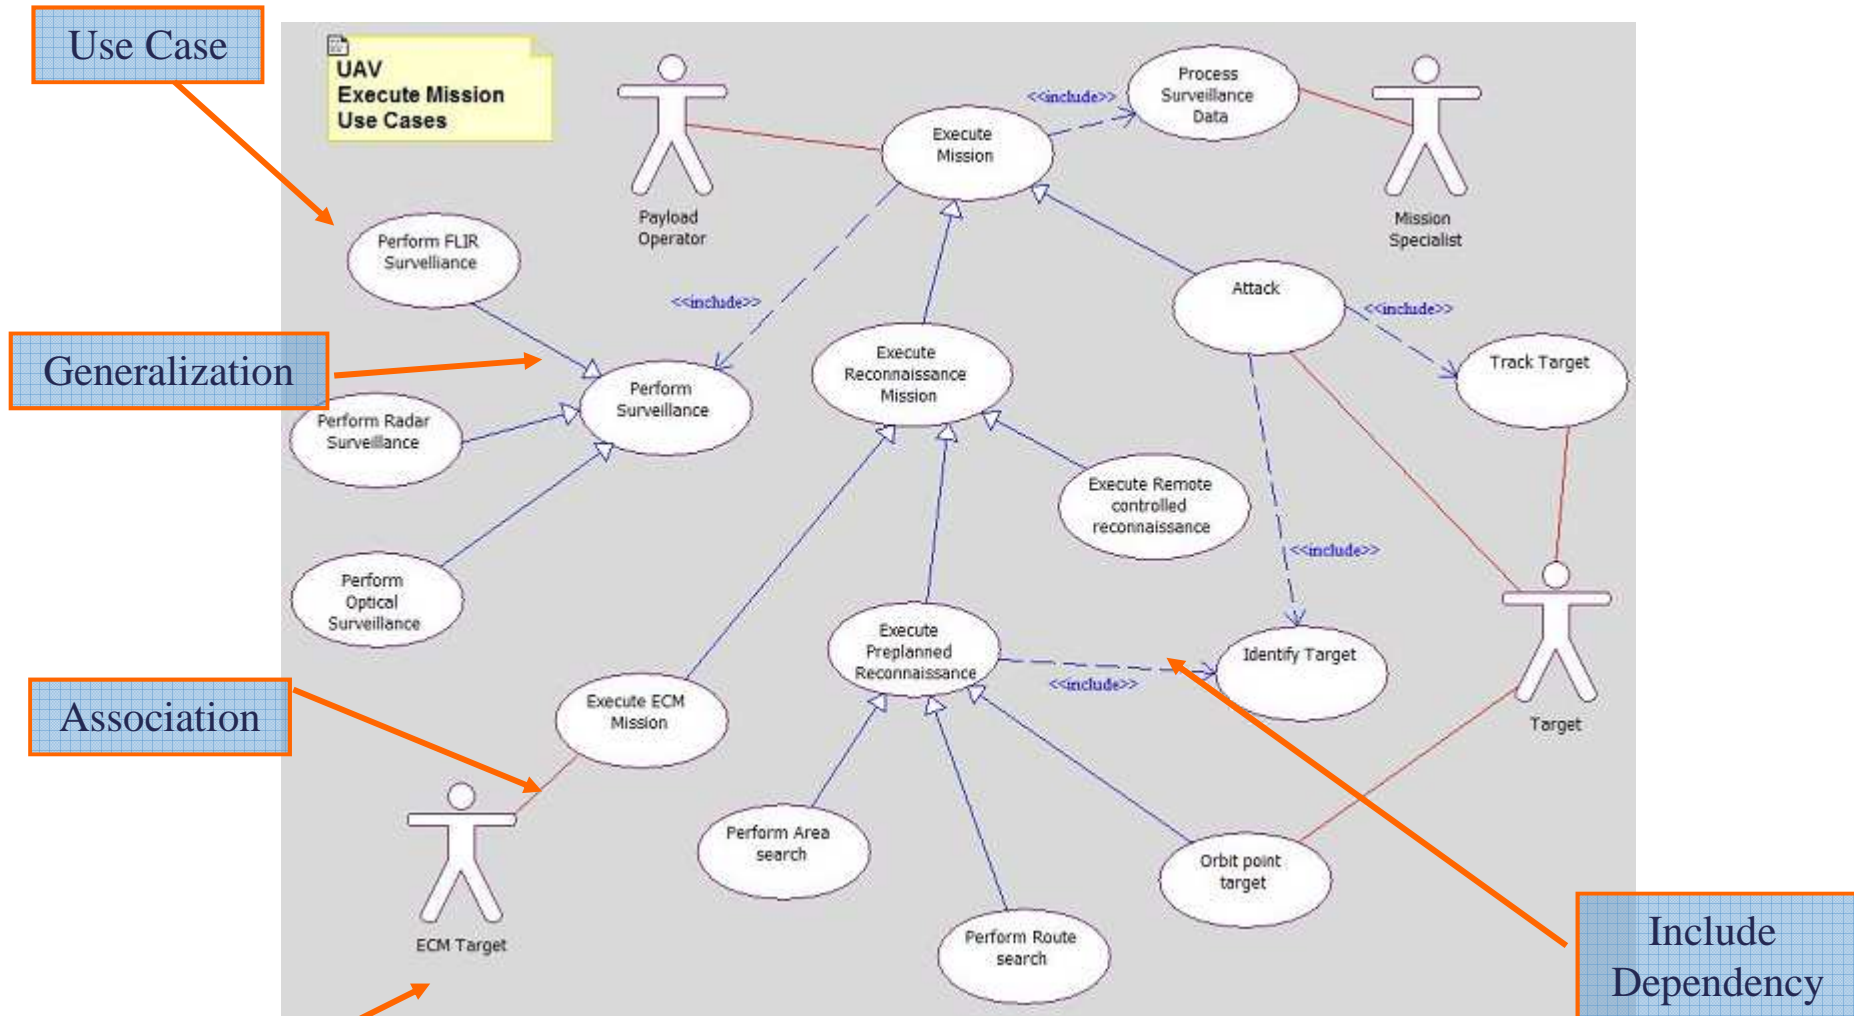 Use Case
UAV
Execute Mission
Use Cases
Process
Surveillance
Data
<<include>>
Execute
Mission
Payload
Operator
Mission
Specialist
Perform FLIR
Survelliance
Attack
<<include>>
<<include>>
Generalization
Execute
Reconnaissance
Mission
Track Target
Perform
Surveillance
Perform Radar
Surveillance
Execute Remote
controlled
reconnaissance
<<include>>
Perform
Optical
Surveillance
Execute
Preplanned
Reconnaissance
Identify Target
<<include>>
Association
Execute ECM
Mission
Target
Perform Area
search
Orbit point
target
ECM Target
Perform Route
search
Include
Dependency